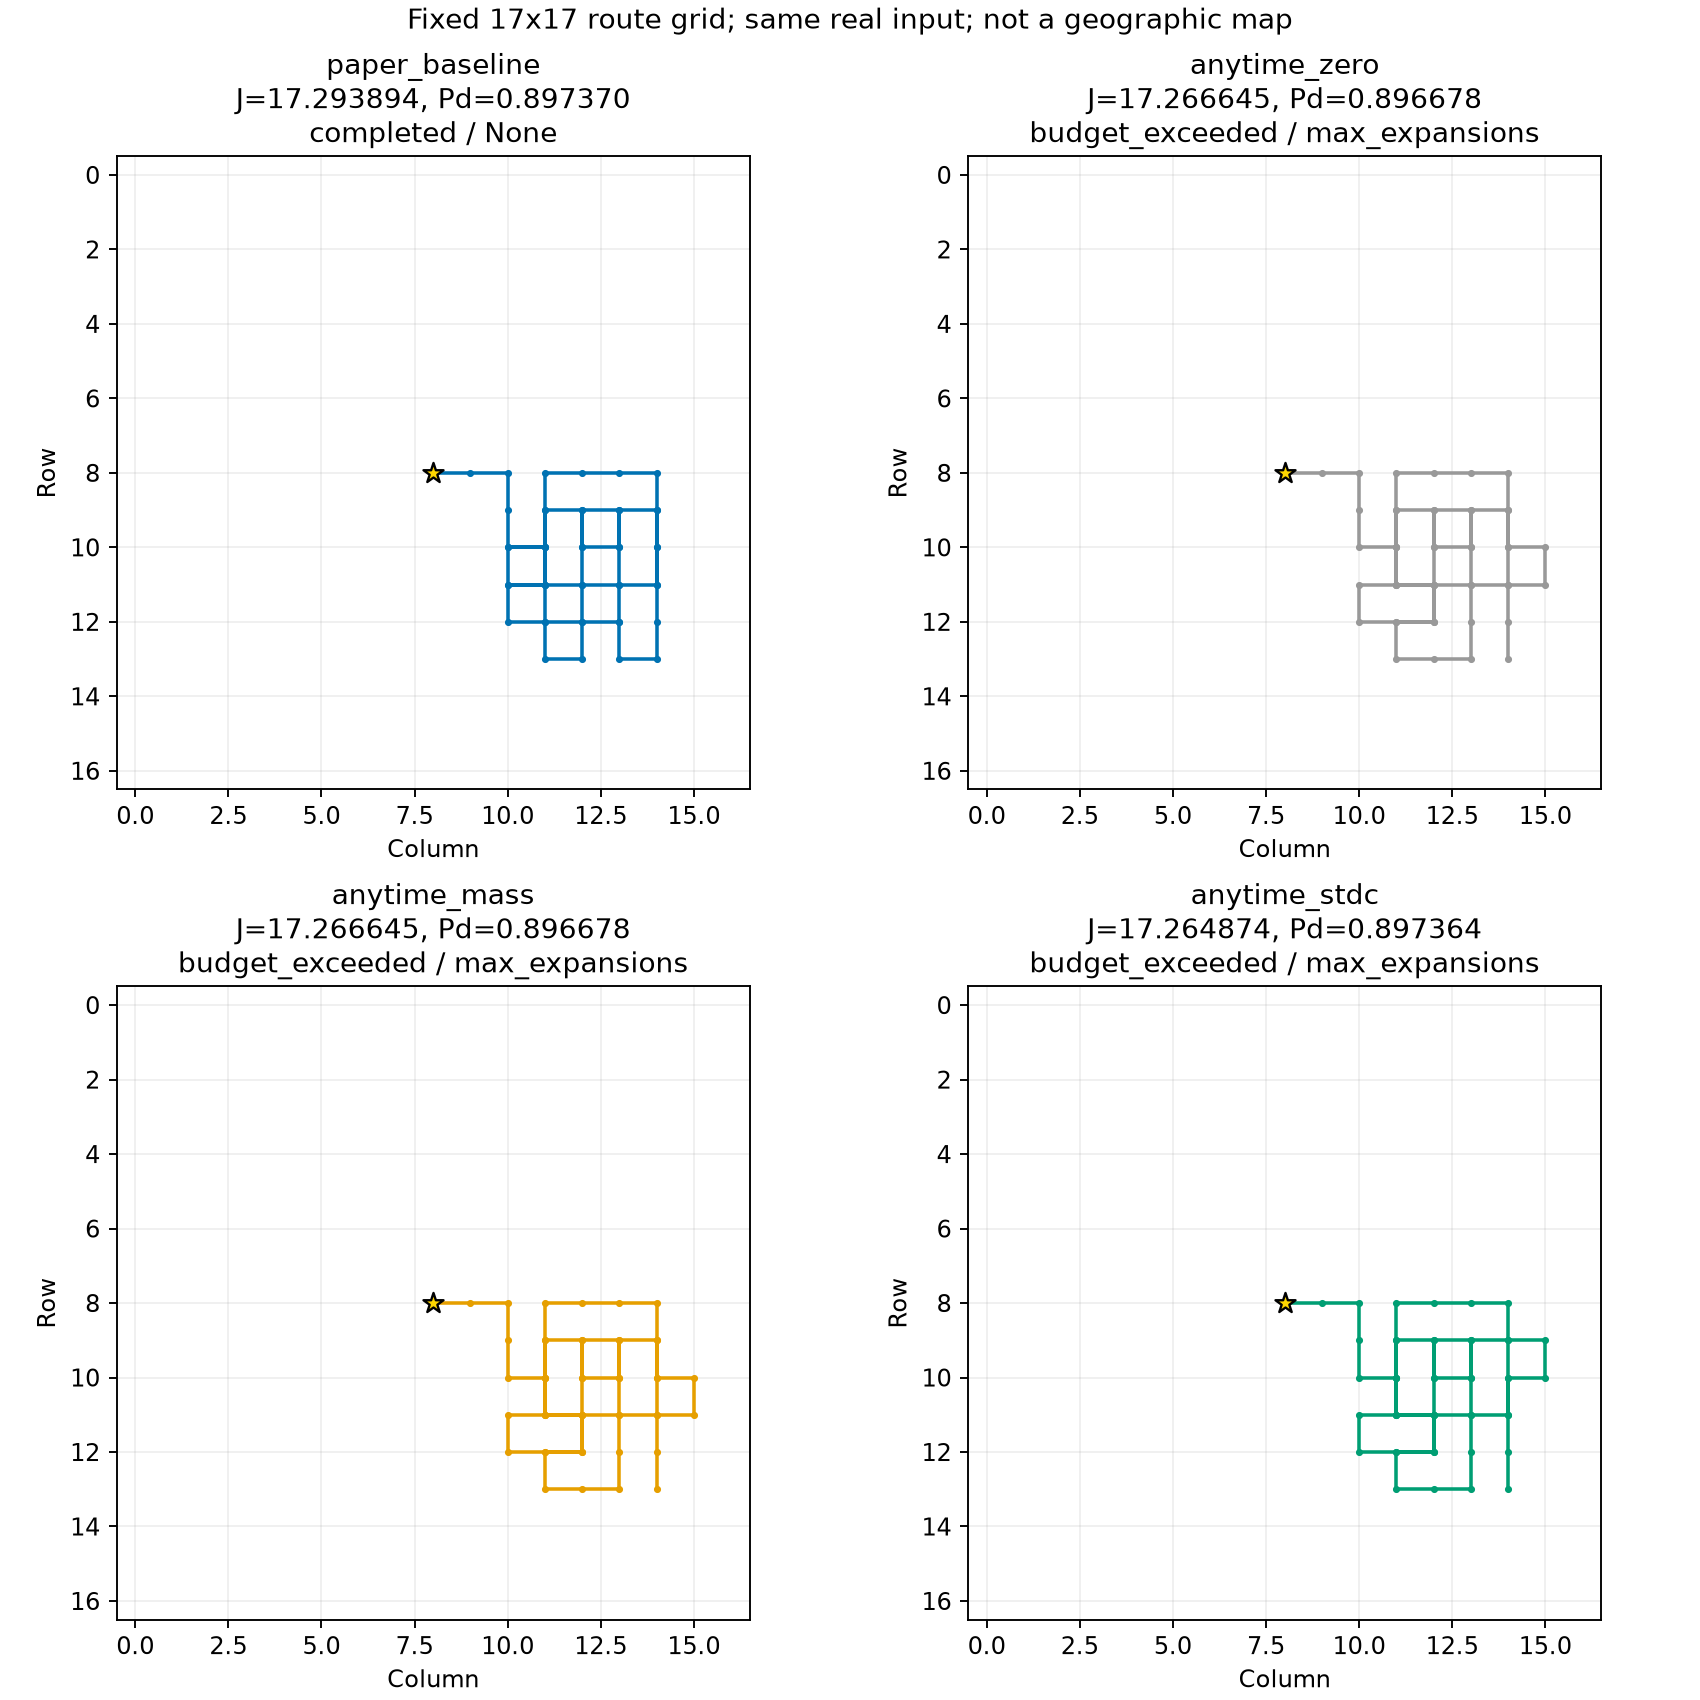 Fixed 17x17 route grid; same real input; not a geographic map
paper_baseline
J=17.293894, Pd=0.897370
completed / None
0
2
4
6
8
10
12
14
16
Row
0.0 2.5 5.0 7.5 10.0 12.5 15.0
Column
anytime_zero
J=17.266645, Pd=0.896678
budget_exceeded / max_expansions
0
2
4
6
8
10
12
14
16
Row
0.0 2.5 5.0 7.5 10.0 12.5 15.0
Column
anytime_mass
J=17.266645, Pd=0.896678
budget_exceeded / max_expansions
0
2
4
6
8
10
12
14
16
Row
0.0 2.5 5.0 7.5 10.0 12.5 15.0
Column
anytime_stdc
J=17.264874, Pd=0.897364
budget_exceeded / max_expansions
0
2
4
6
8
10
12
14
16
Row
0.0 2.5 5.0 7.5 10.0 12.5 15.0
Column